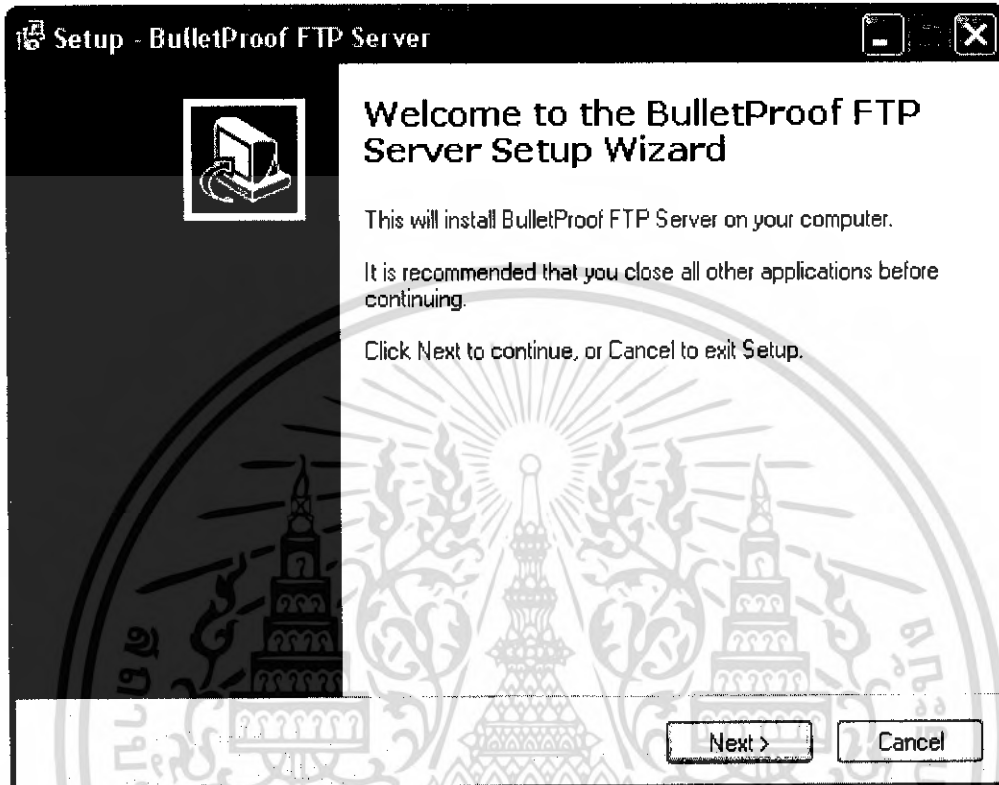 Setup - BulletProof FTP Server
Welcome to the BulletProof FTP
Server Setup Wizard
This will install BulletProof FTP Server on your computer.
It is recommended that you close all other applications before
continuing.
Click Next to continue, or Cancel to exit Setup.
Next >
Cancel